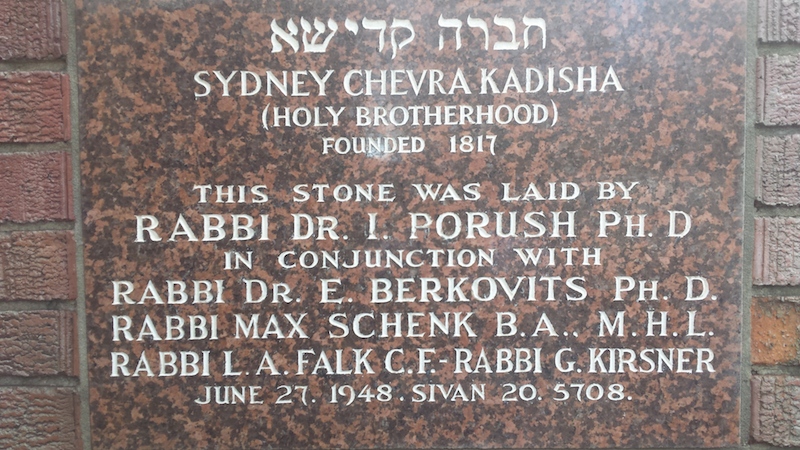 חברה קדישא
SYDNEY CHEVRA KADISHA
(HOLY BROTHERHOOD)
FOUNDED 1817
THIS STONE WAS LAID BY
RABBI DR. I. PORUSH PH. D
IN CONJUNCTION WITH
RABBI DR. E. BERKOVITS PH. D.
RABBI MAX SCHENK B.A., M.H.L.
RABBI L. A. FALK C.F.-RABBI G. KIRSNER
JUNE 27. 1948. SIVAN 20. 5708.